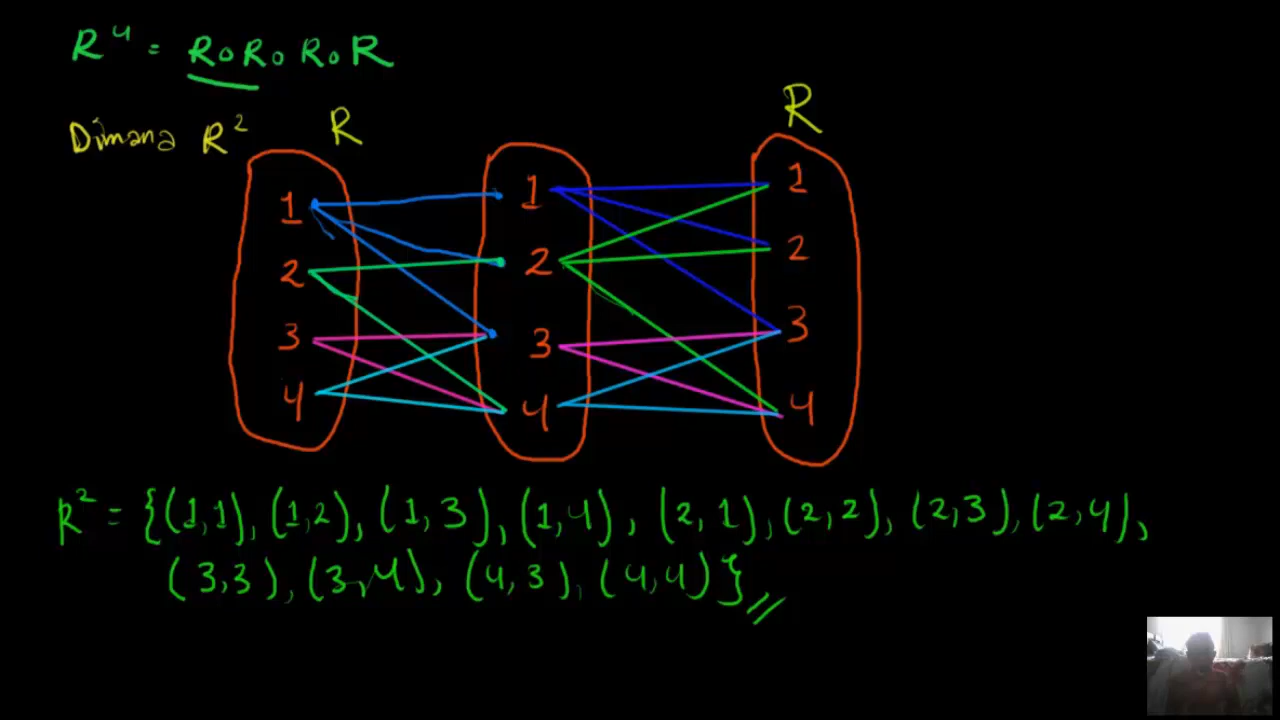 R⁴ = R∘R∘R∘R
Dimana R² R R
1 1 1
2 2 2
3 3 3
4 4 4
R² = {(1,1), (1,2), (1,3), (1,4), (2,1), (2,2), (2,3), (2,4),
(3,3), (3,4), (4,3), (4,4)}